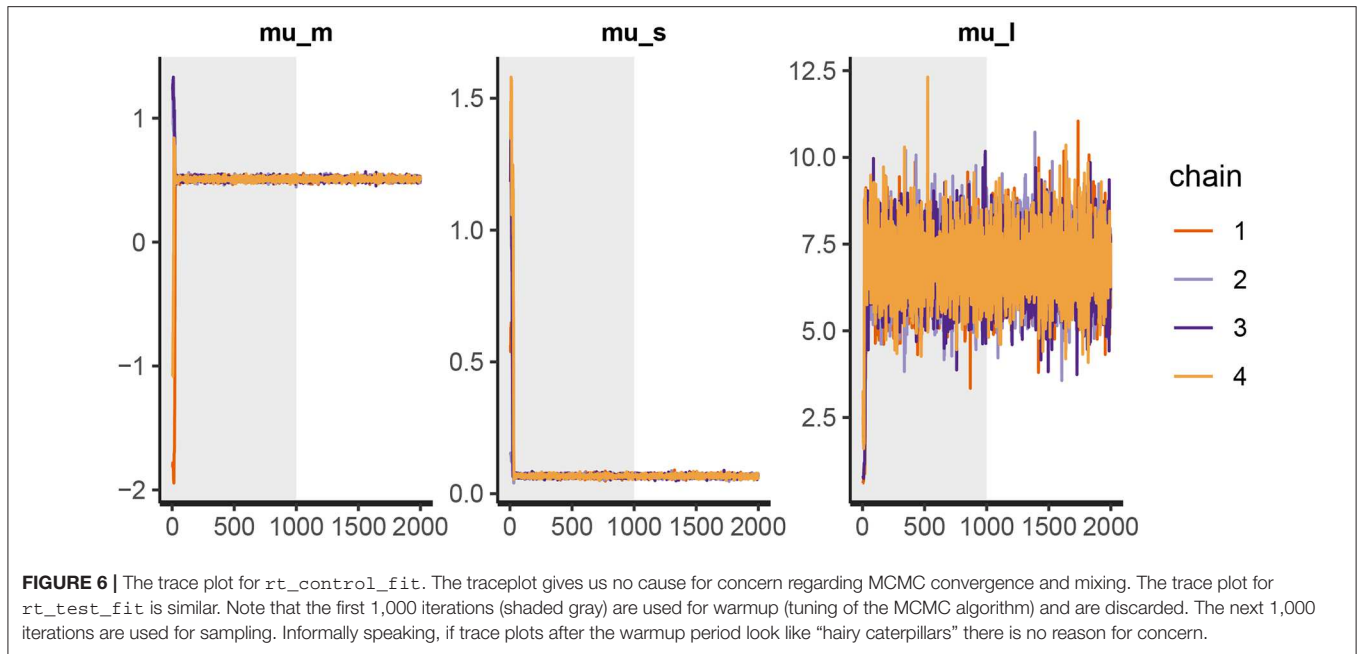 mu_m
mu_s
mu_l
1
0
−1
−2
0 500 1000 1500 2000
1.5
1.0
0.5
0.0
0 500 1000 1500 2000
12.5
10.0
7.5
5.0
2.5
0 500 1000 1500 2000
chain
1
2
3
4
FIGURE 6 | The trace plot for rt_control_fit. The traceplot gives us no cause for concern regarding MCMC convergence and mixing. The trace plot for
rt_test_fit is similar. Note that the first 1,000 iterations (shaded gray) are used for warmup (tuning of the MCMC algorithm) and are discarded. The next 1,000
iterations are used for sampling. Informally speaking, if trace plots after the warmup period look like “hairy caterpillars” there is no reason for concern.